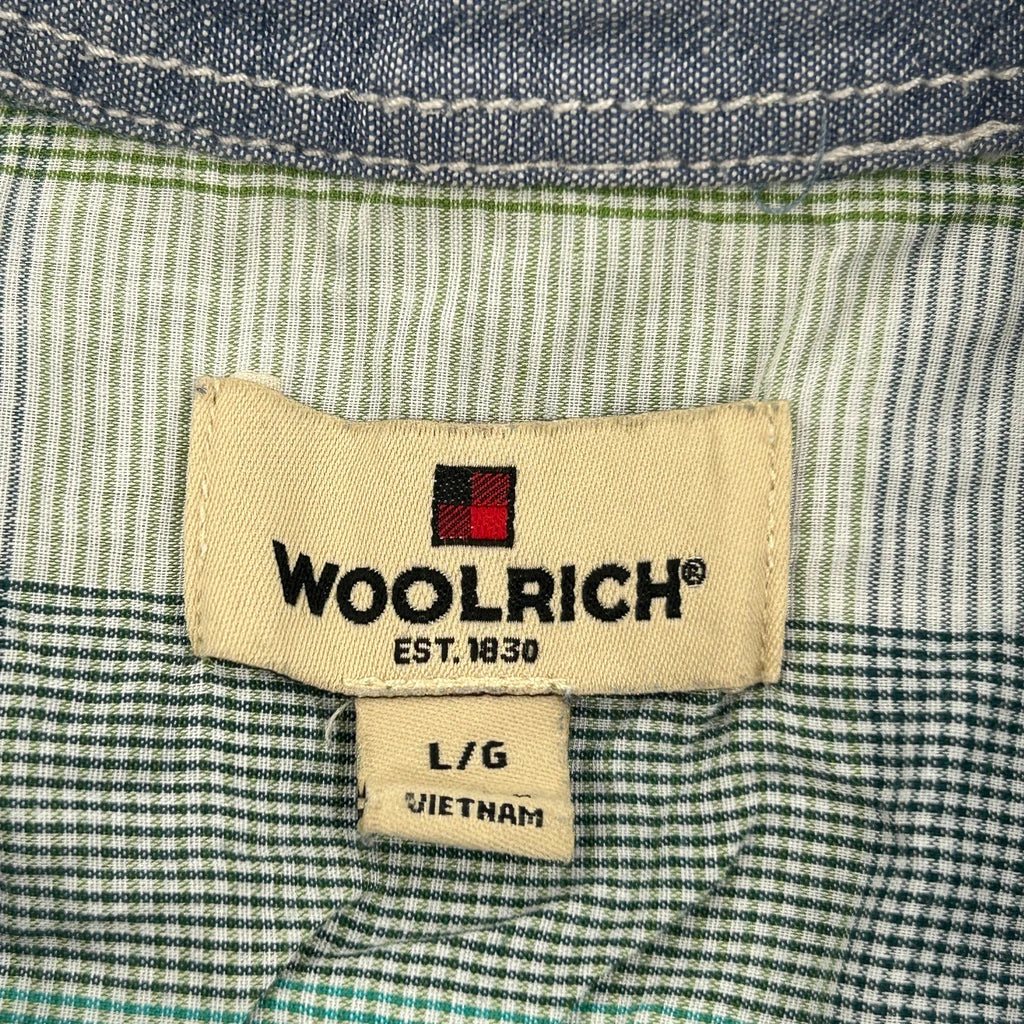 WOOLRICH®
EST. 1830
L/G
VIETNAM